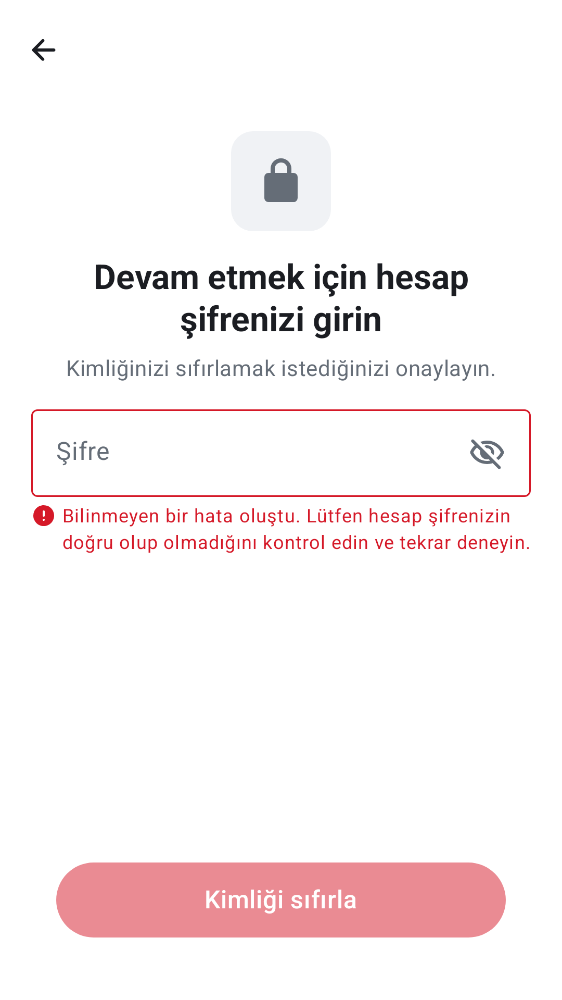 Devam etmek için hesap
şifrenizi girin
Kimliğinizi sıfırlamak istediğinizi onaylayın.
Şifre
Bilinmeyen bir hata oluştu. Lütfen hesap şifrenizin
doğru olup olmadığını kontrol edin ve tekrar deneyin.
Kimliği sıfırla